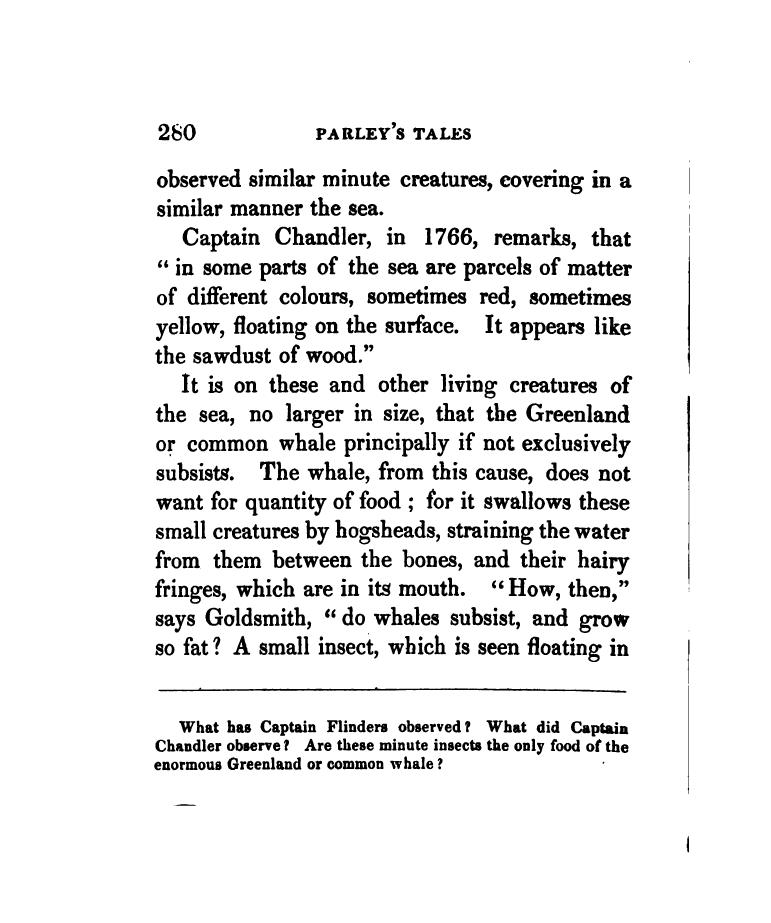 280 PARLEY'S TALES
observed similar minute creatures, covering in a
similar manner the sea.
Captain Chandler, in 1766, remarks, that
“ in some parts of the sea are parcels of matter
of different colours, sometimes red, sometimes
yellow, floating on the surface. It appears like
the sawdust of wood.”
It is on these and other living creatures of
the sea, no larger in size, that the Greenland
or common whale principally if not exclusively
subsists. The whale, from this cause, does not
want for quantity of food ; for it swallows these
small creatures by hogsheads, straining the water
from them between the bones, and their hairy
fringes, which are in its mouth. “ How, then,”
says Goldsmith, “ do whales subsist, and grow
so fat ? A small insect, which is seen floating in
What has Captain Flinders observed ? What did Captain
Chandler observe ? Are these minute insects the only food of the
enormous Greenland or common whale ?